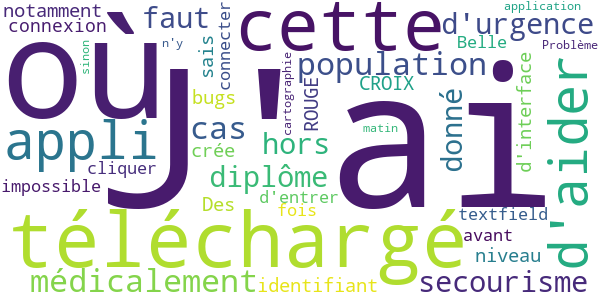 notamment
faut
cette
application
connexion
d'urgence
où
J'ai
sinon
n'y
sais
connecter
Belle
Problème
population
cartographie
ROUGE
CROIX
bugs
appli
cas
matin
donné
d'interface
d'aider
crée
hors
cliquer
diplôme
impossible
d'entrer
Des
fois
textfield
téléchargé
avant
niveau
médicalement
identifiant
secourisme